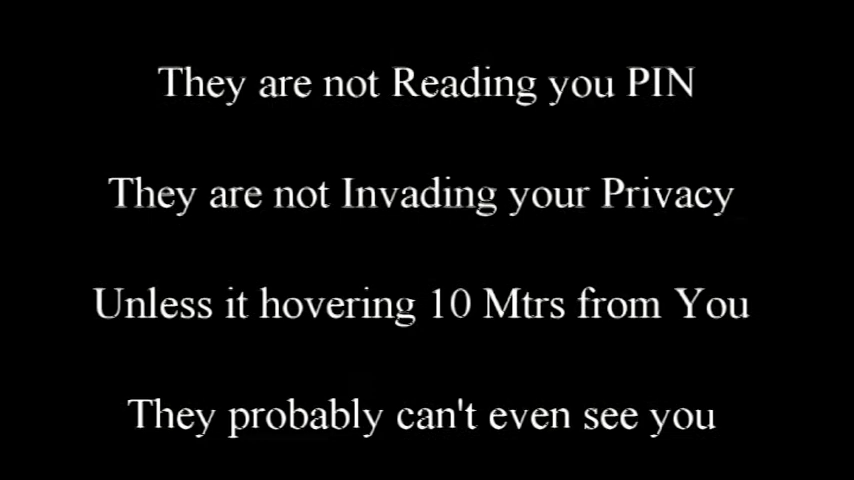 They are not Reading you PIN
They are not Invading your Privacy
Unless it hovering 10 Mtrs from You
They probably can't even see you